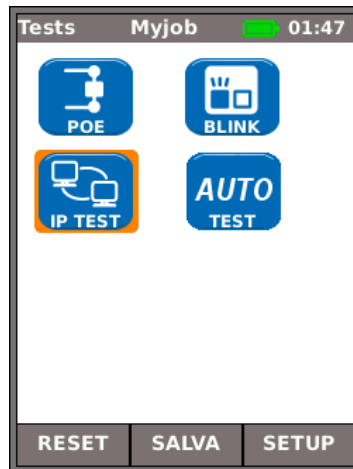 Tests Myjob 01:47
POE BLINK
IP TEST AUTO TEST
RESET SALVA SETUP